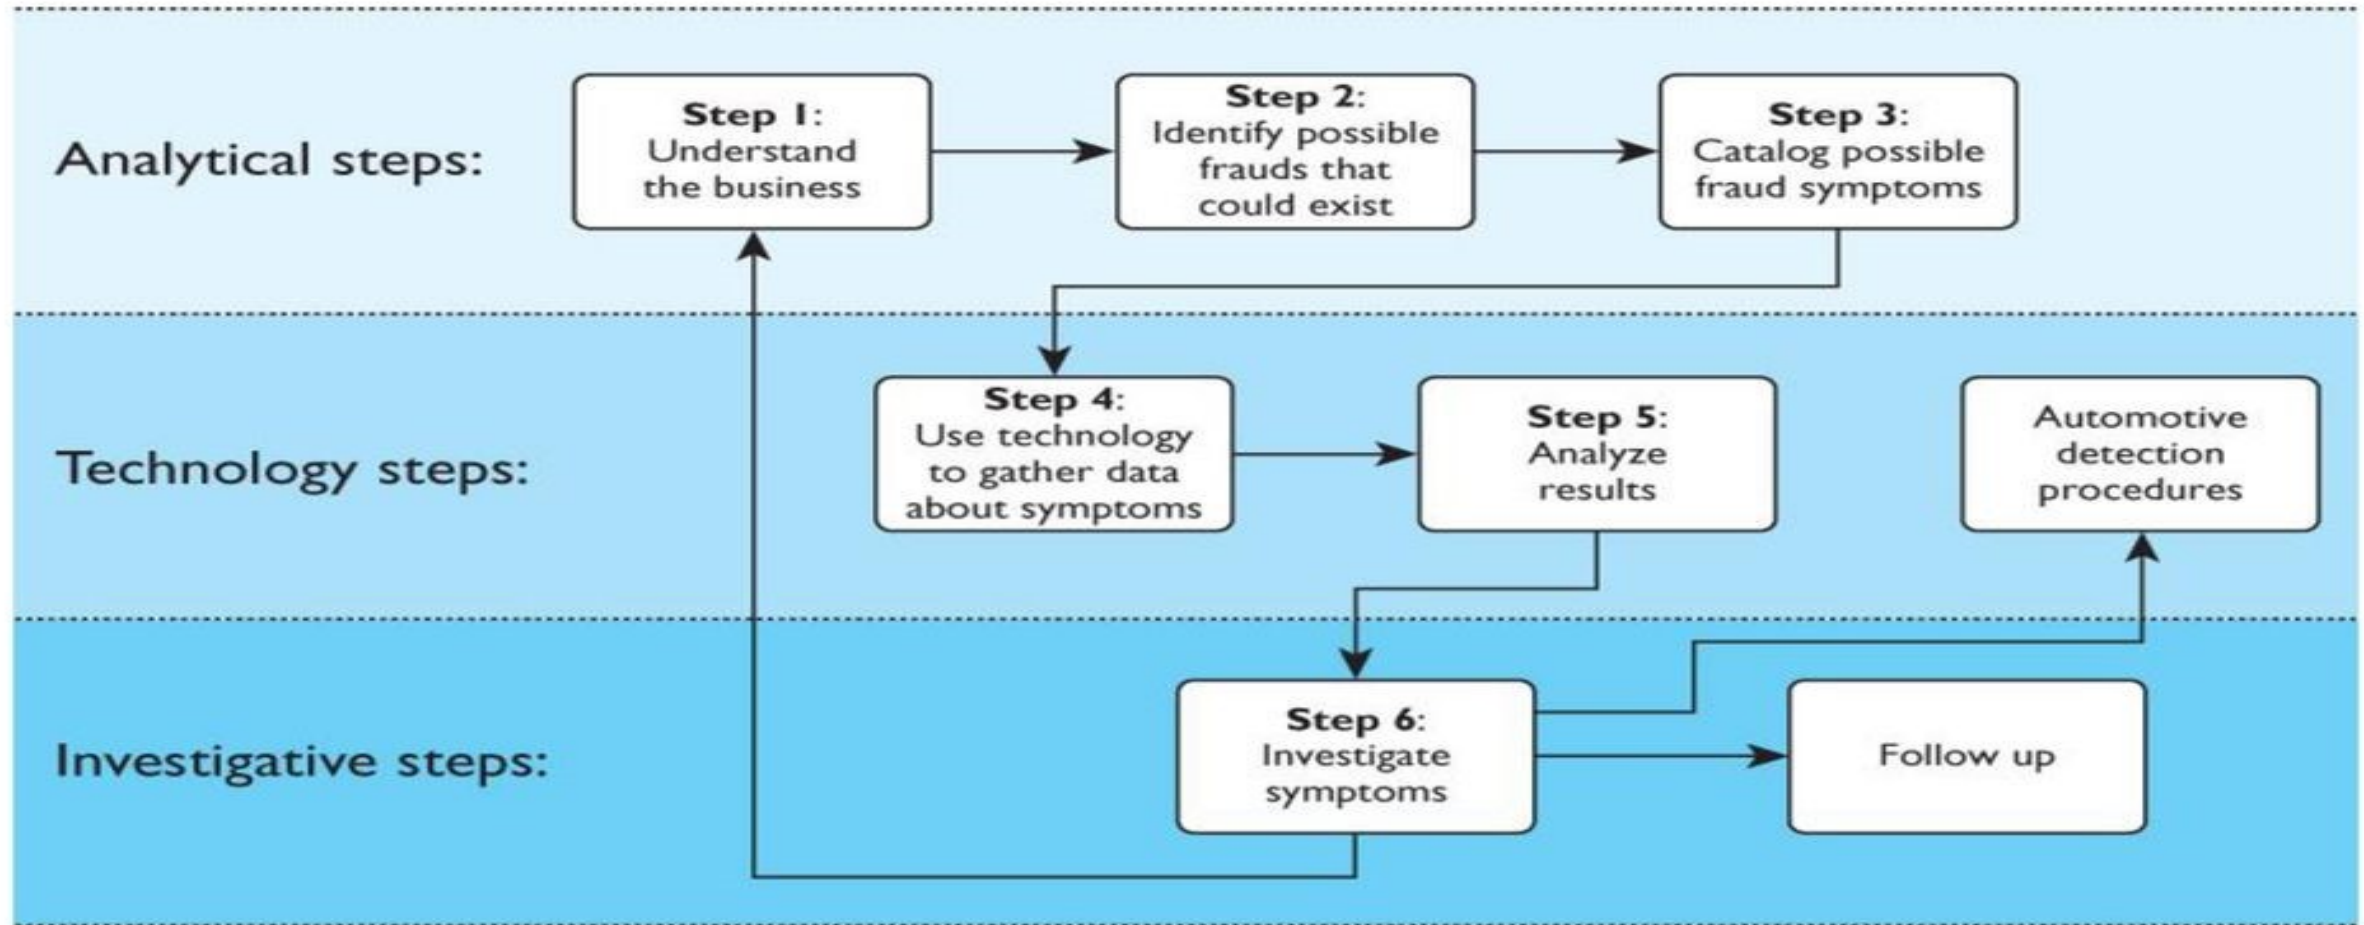 Analytical steps:
Step 1:
Understand
the business
Step 2:
Identify possible
frauds that
could exist
Step 3:
Catalog possible
fraud symptoms
Technology steps:
Step 4:
Use technology
to gather data
about symptoms
Step 5:
Analyze
results
Automotive
detection
procedures
Investigative steps:
Step 6:
Investigate
symptoms
Follow up